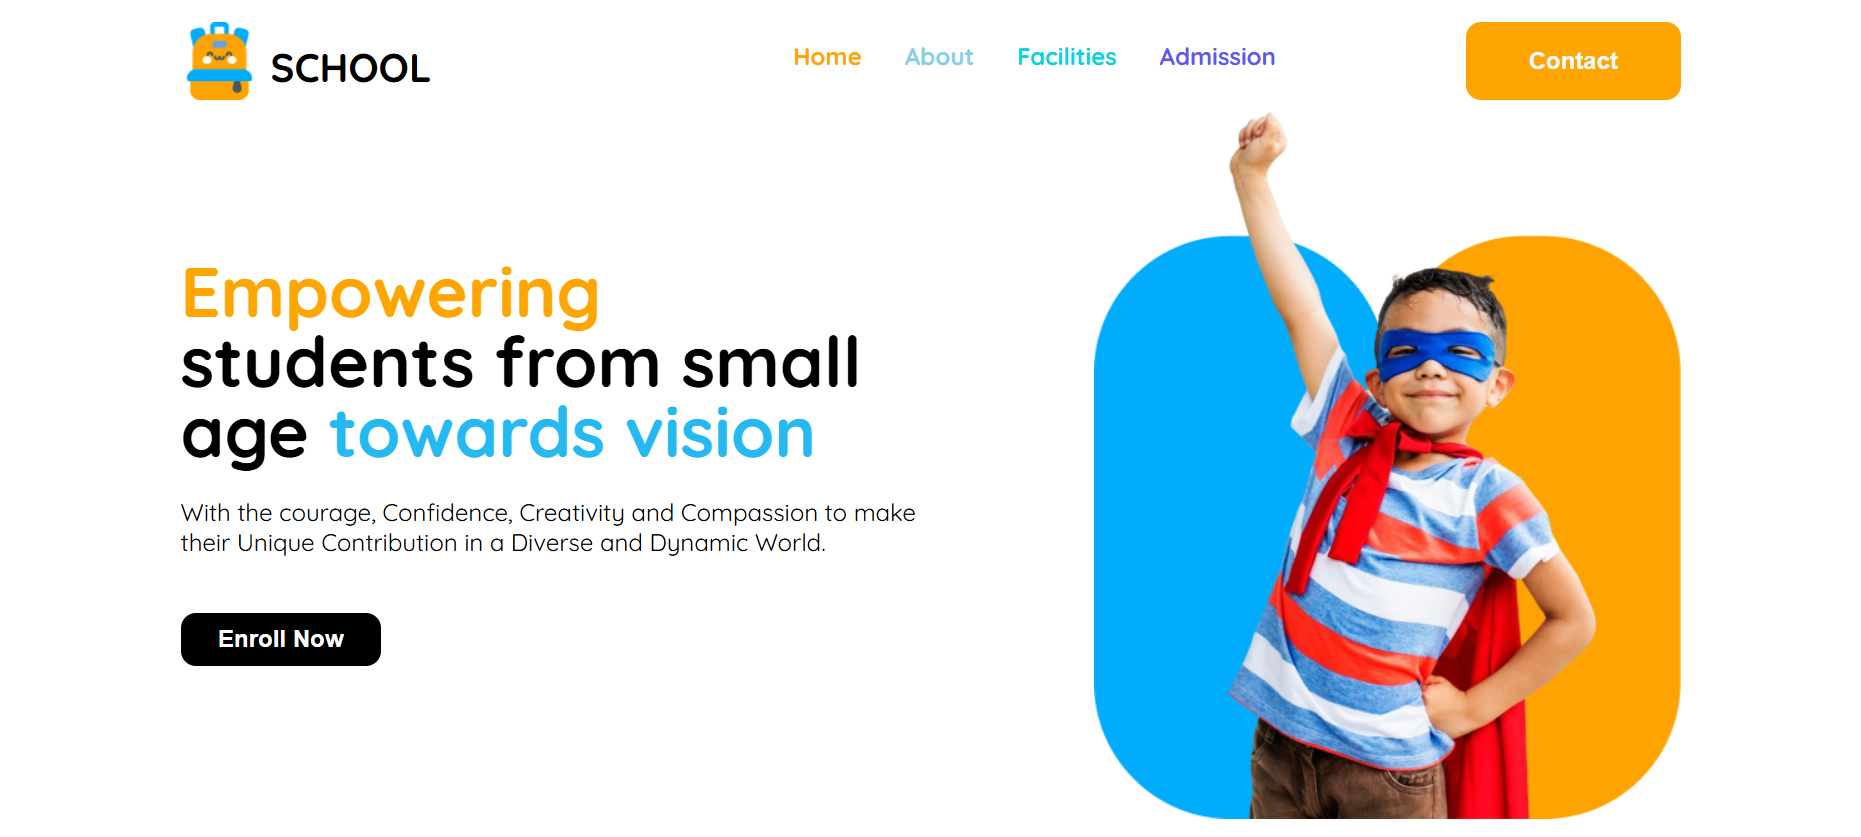 SCHOOL
Home About Facilities Admission
Contact
Empowering
students from small
age towards vision
With the courage, Confidence, Creativity and Compassion to make
their Unique Contribution in a Diverse and Dynamic World.
Enroll Now